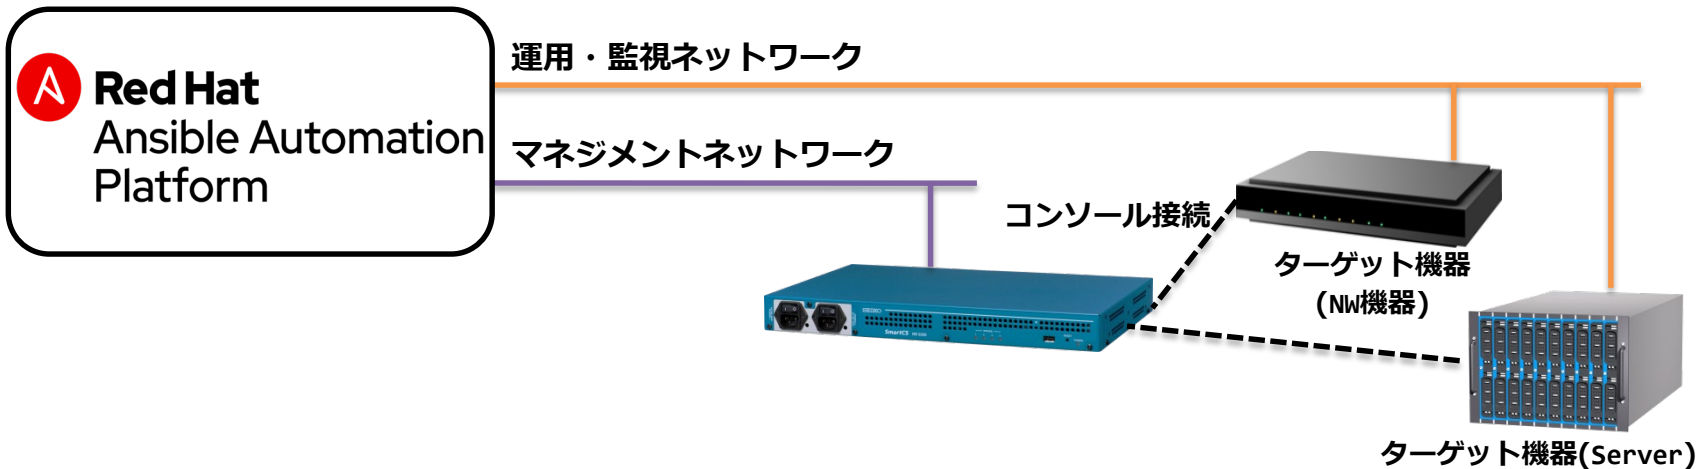 運用・監視ネットワーク
Red Hat
Ansible Automation
Platform
マネジメントネットワーク
コンソール接続
ターゲット機器
(NW機器)
SEIKO
SmartCS
ターゲット機器(Server)